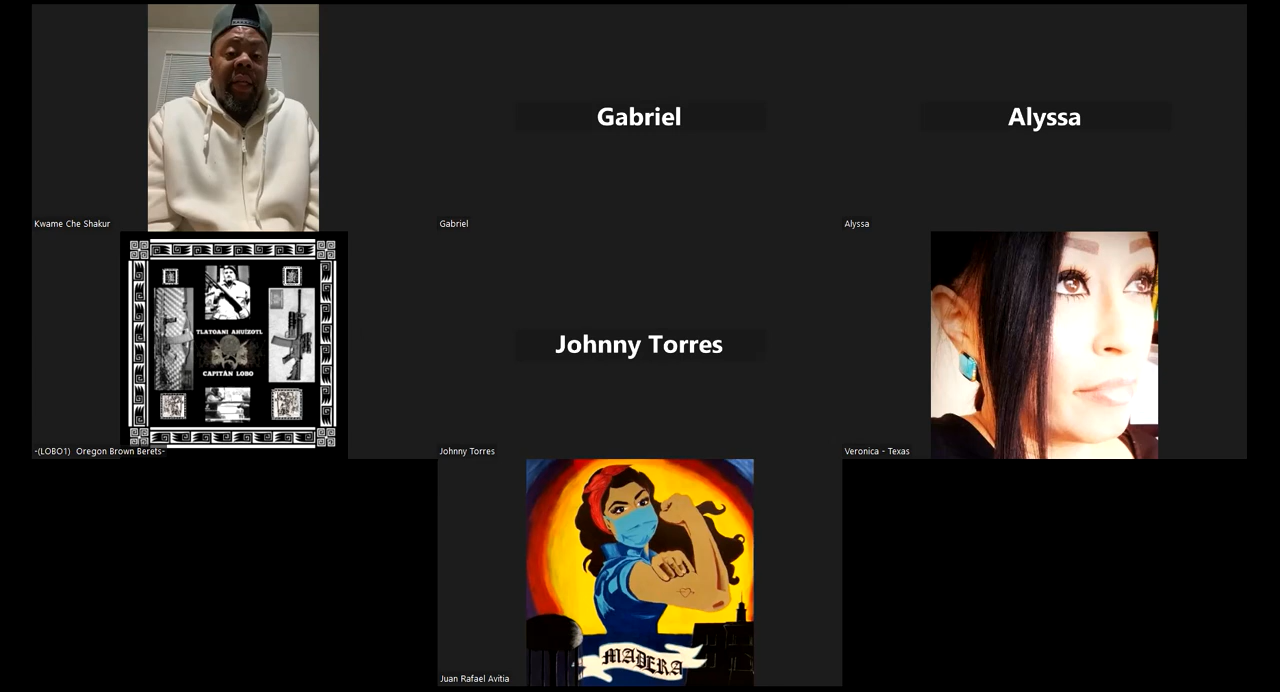 Gabriel
Alyssa
Kwame Che Shakur
Gabriel
Alyssa
TLATOANI AHUIZOTL
CAPITAN LOBO
Johnny Torres
-(LOBO1) Oregon Brown Berets-
Johnny Torres
Veronica - Texas
MADERA
Juan Rafael Avitia